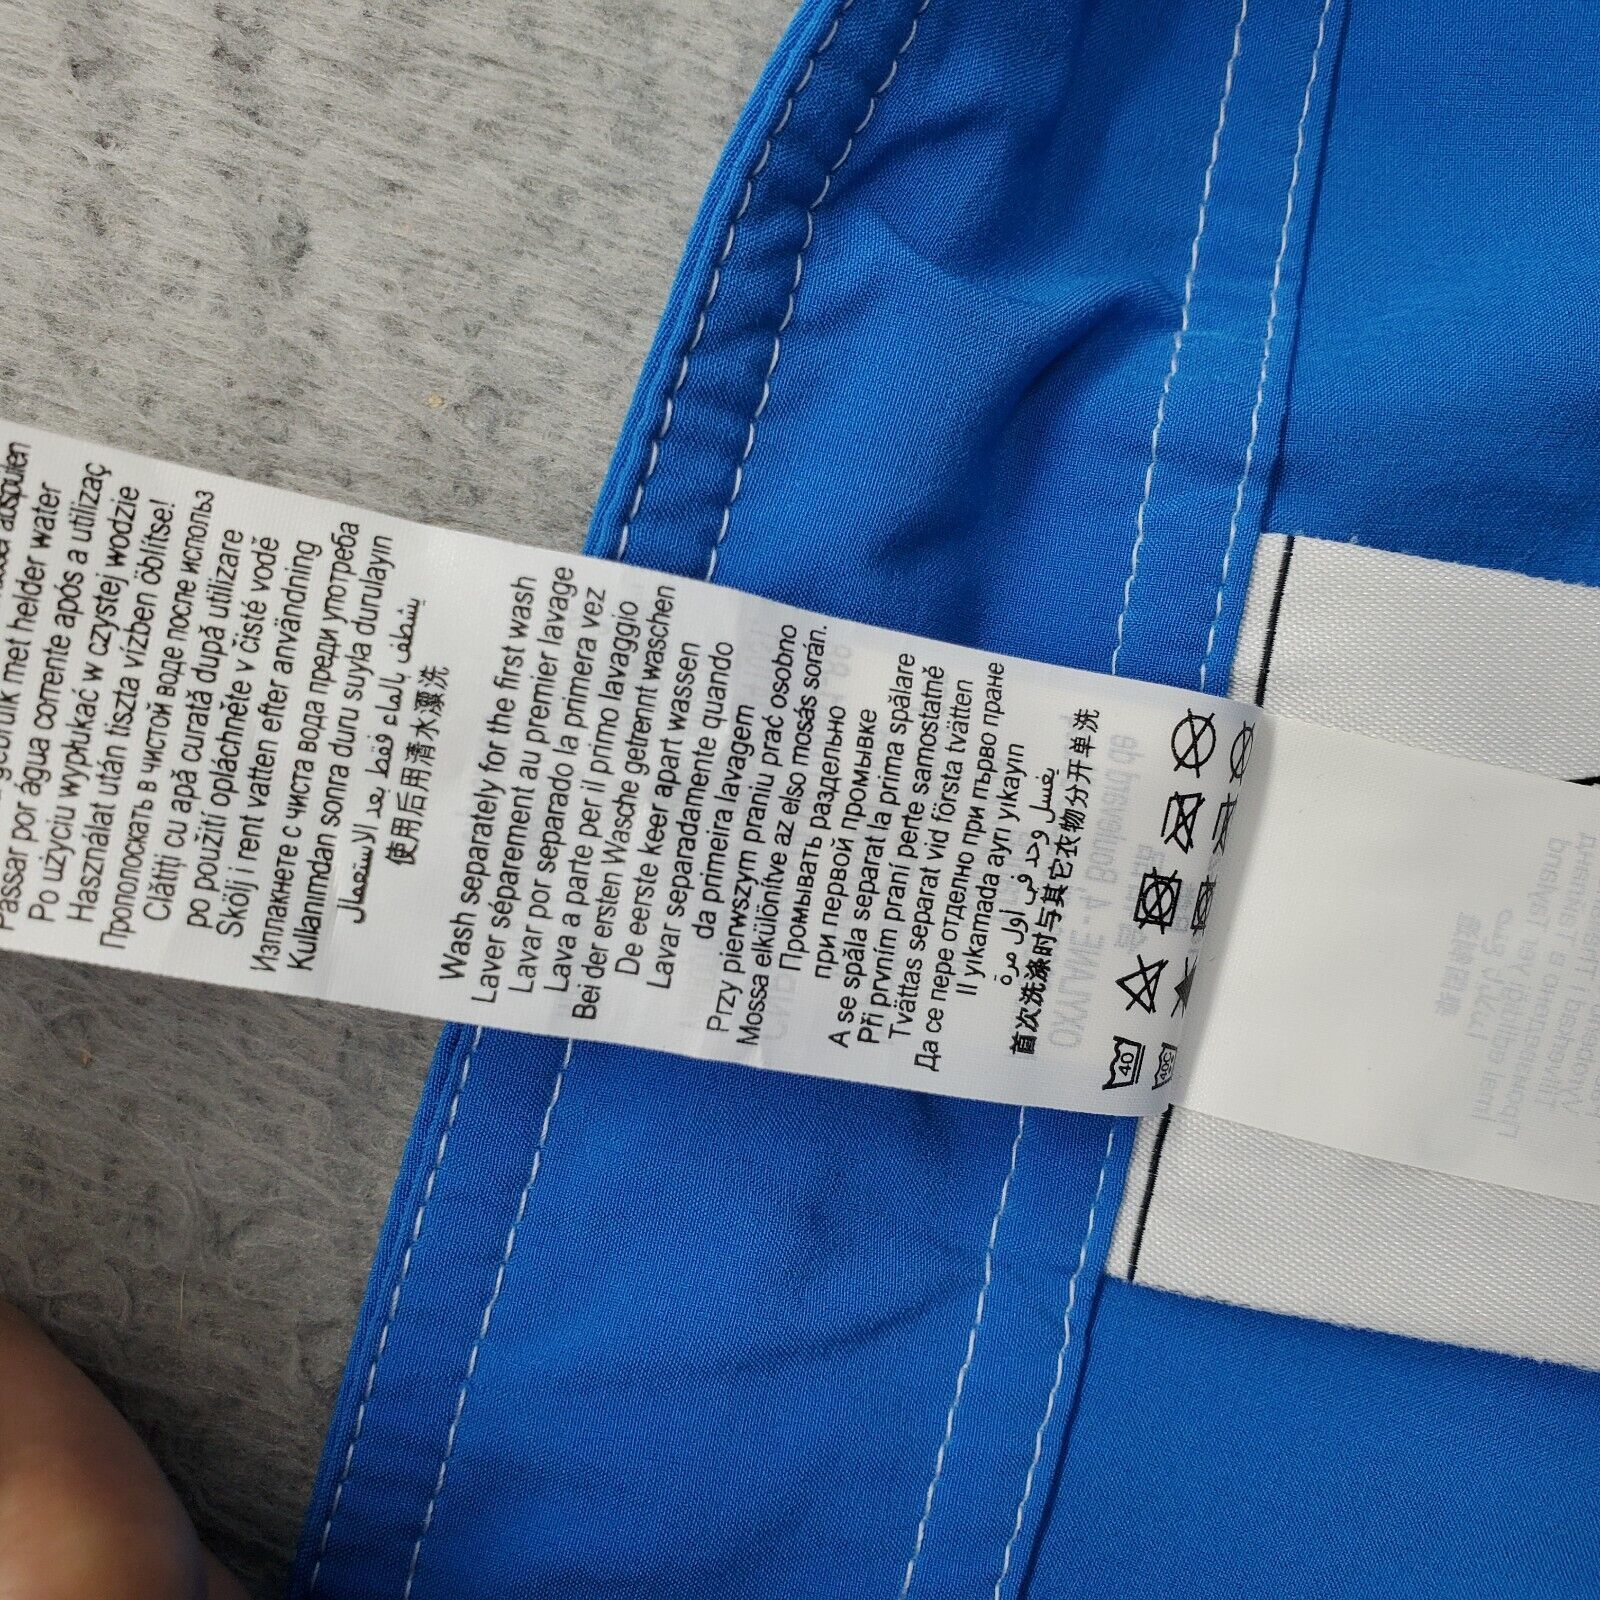 met helder water
Passar por água corrente após a utilizaç
Po użyciu wypłukać w czystej wodzie
Használat után tiszta vízben öblítse!
Прополоскать в чистой воде после использ
Clătiţi cu apă curată după utilizare
po použití opláchněte v čisté vodě
Skölj i rent vatten efter användning
Изплакнете с чиста вода преди употреба
Kullanımdan sonra duru suyla durulayın
يشطف بالماء فقط بعد الاستعمال
使用后用清水漂洗
Wash separately for the first wash
Laver séparement au premier lavage
Lavar por separado la primera vez
Lava a parte per il primo lavaggio
Bei der ersten Wasche getrennt waschen
De eerste keer apart wassen
Lavar separadamente quando
da primeira lavagem
Przy pierwszym praniu prać osobno
Mossa elkülönítve az elso mosás során.
Промывать раздельно
при первой промывке
A se spăla separat la prima spălare
Při prvním praní perte samostatně
Tvättas separat vid första tvätten
Да се пере отделно при първо пране
Il yıkamada ayrı yıkayın
يغسل وحد في اول مرة
首次洗涤时与其它衣物分开单洗
40
40C